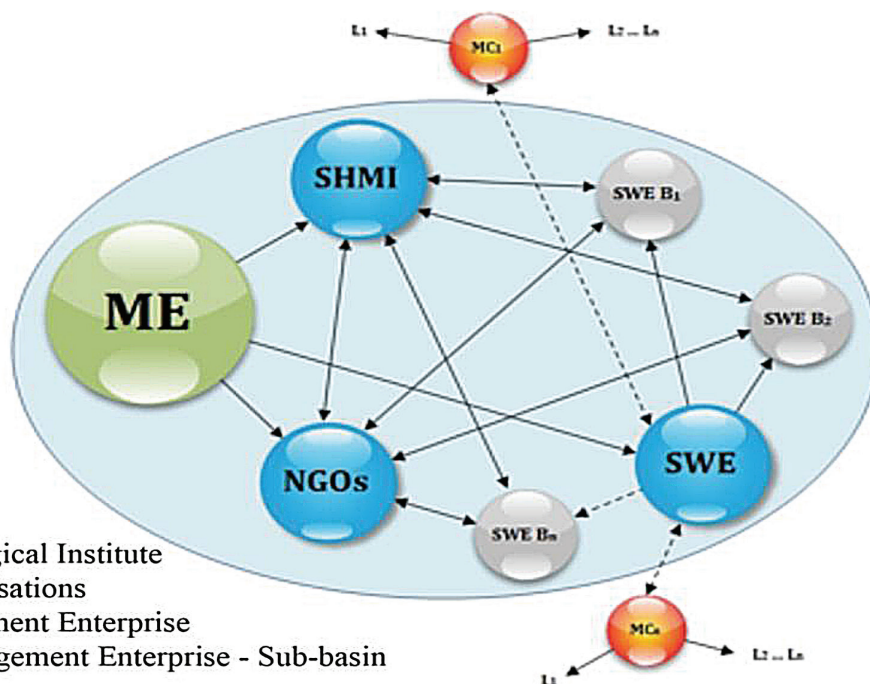 L₁
MC₁
L₂ ... Lₙ
SHMI
SWE B₁
ME
SWE B₂
SWE
NGOs
SWE Bₙ
gical Institute
sations
MCₙ
nent Enterprise
gement Enterprise - Sub-basin
L₂ ... Lₙ
L₁